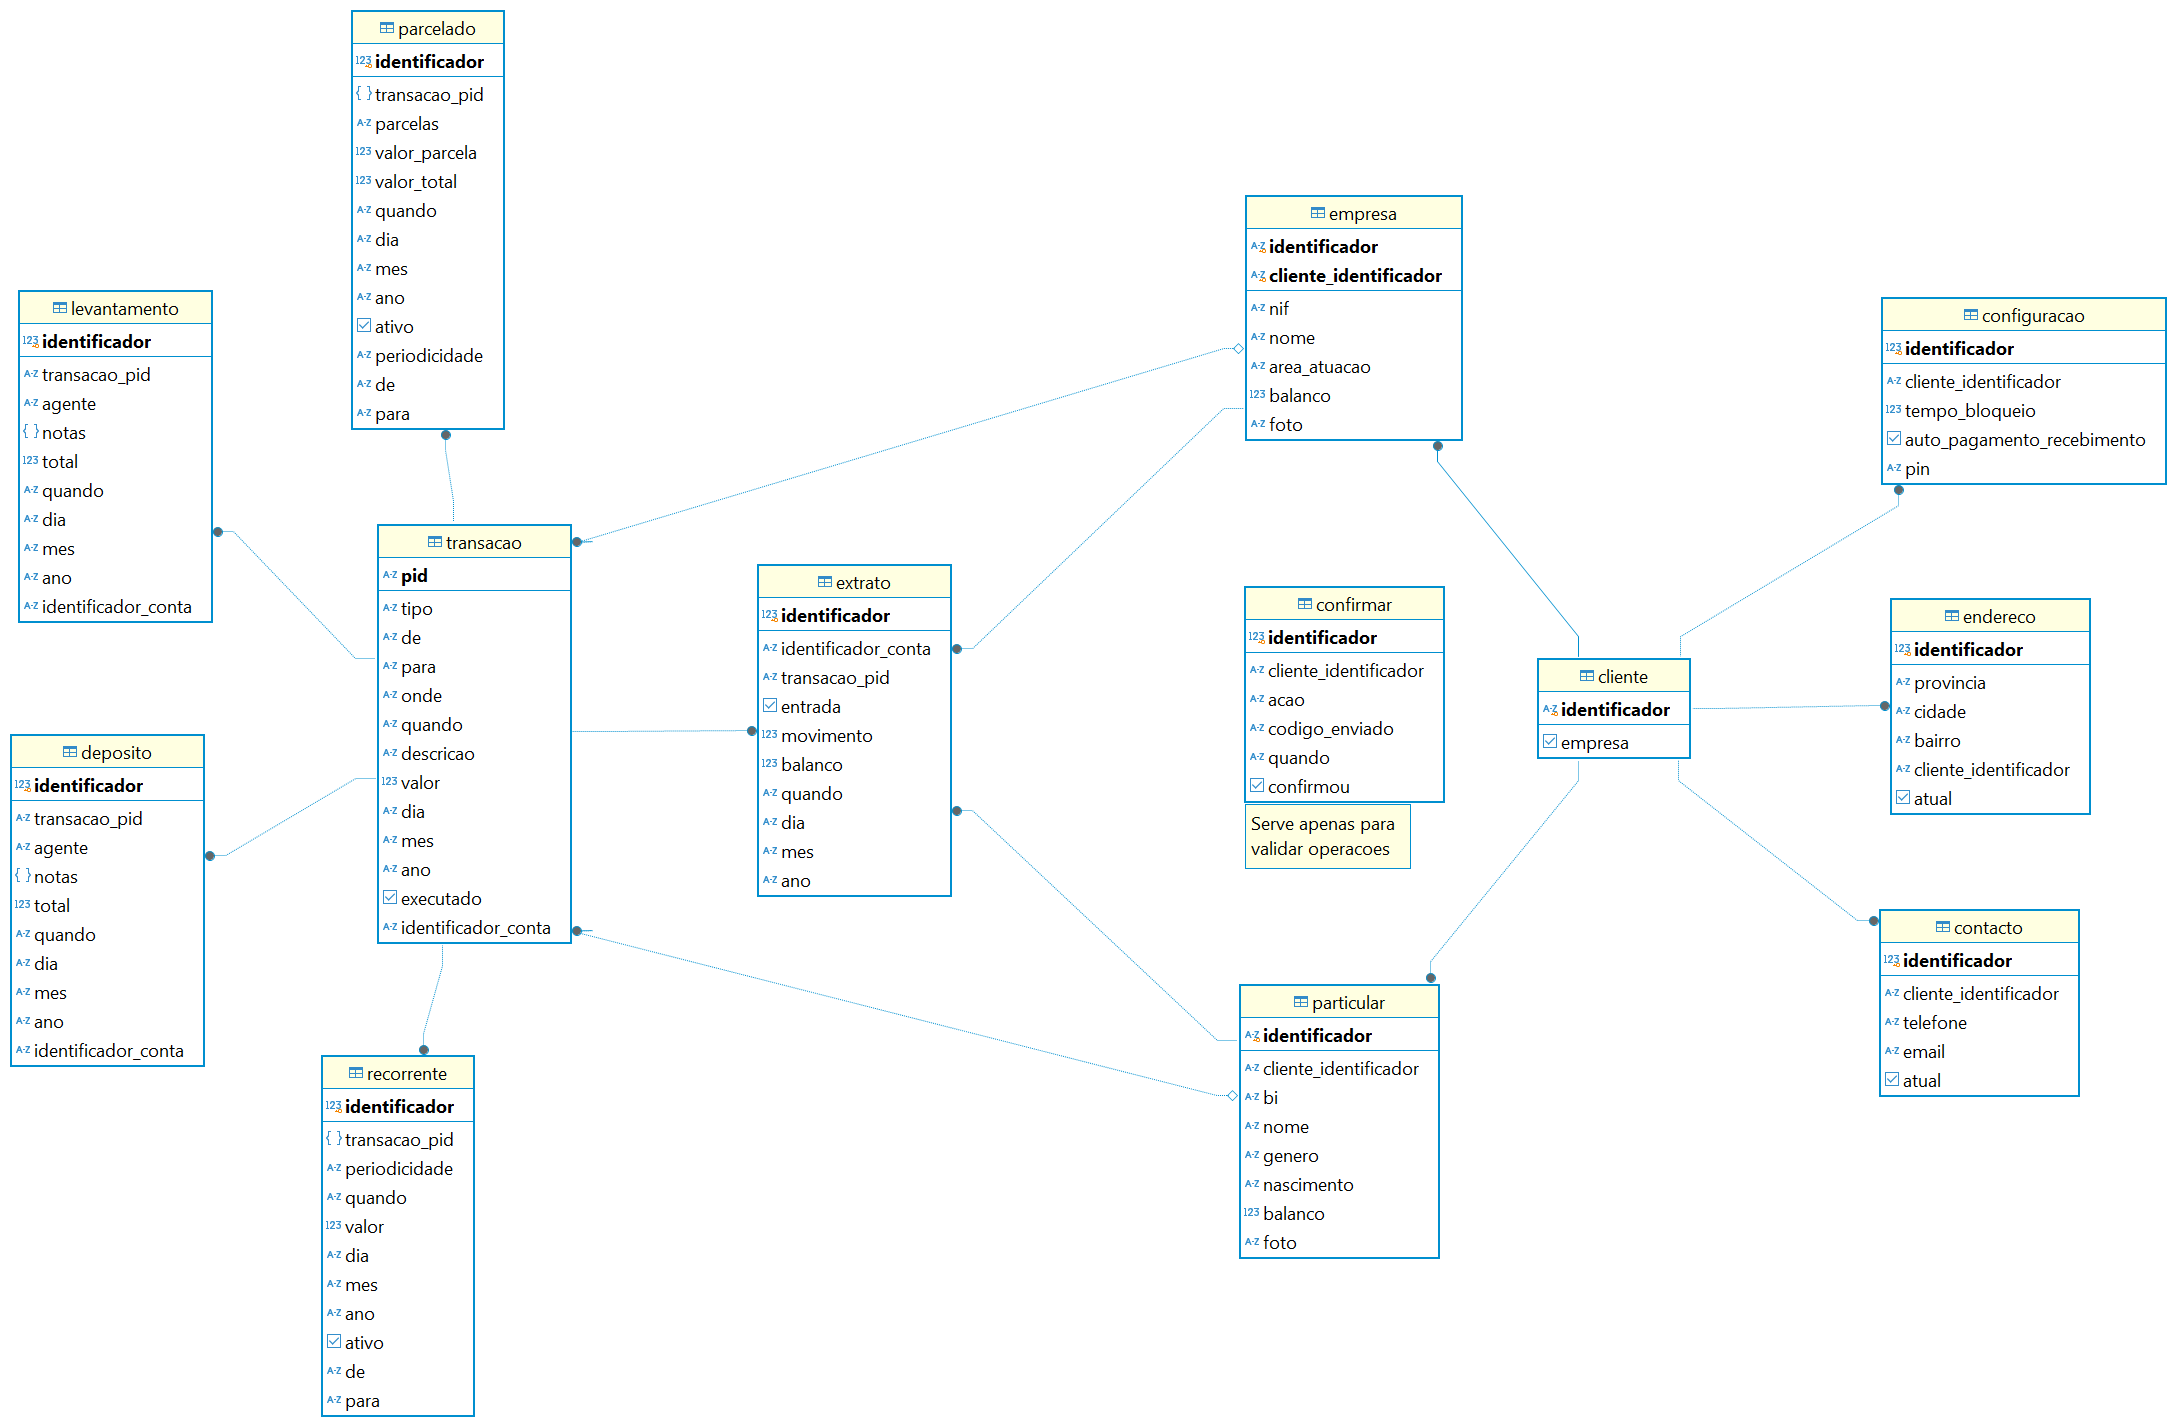 parcelado
identificador
transacao_pid
parcelas
valor_parcela
valor_total
quando
dia
mes
ano
ativo
periodicidade
de
para
levantamento
identificador
transacao_pid
agente
notas
total
quando
dia
mes
ano
identificador_conta
deposito
identificador
transacao_pid
agente
notas
total
quando
dia
mes
ano
identificador_conta
transacao
pid
tipo
de
para
onde
quando
descricao
valor
dia
mes
ano
executado
identificador_conta
recorrente
identificador
transacao_pid
periodicidade
quando
valor
dia
mes
ano
ativo
de
para
extrato
identificador
identificador_conta
transacao_pid
entrada
movimento
balanco
quando
dia
mes
ano
empresa
identificador
cliente_identificador
nif
nome
area_atuacao
balanco
foto
confirmar
identificador
cliente_identificador
acao
codigo_enviado
quando
confirmou
Serve apenas para
validar operacoes
particular
identificador
cliente_identificador
bi
nome
genero
nascimento
balanco
foto
cliente
identificador
empresa
configuracao
identificador
cliente_identificador
tempo_bloqueio
auto_pagamento_recebimento
pin
endereco
identificador
provincia
cidade
bairro
cliente_identificador
atual
contacto
identificador
cliente_identificador
telefone
email
atual